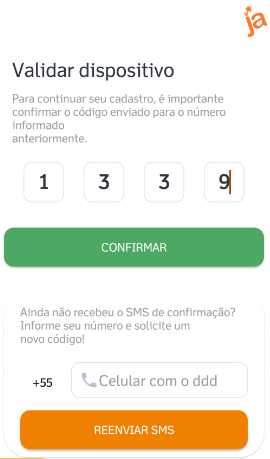 ja
Validar dispositivo
Para continuar seu cadastro, é importante
confirmar o código enviado para o número
informado
anteriormente.
1 3 3 9
CONFIRMAR
Ainda não recebeu o SMS de confirmação?
Informe seu número e solicite um
novo código!
+55 Celular com o ddd
REENVIAR SMS